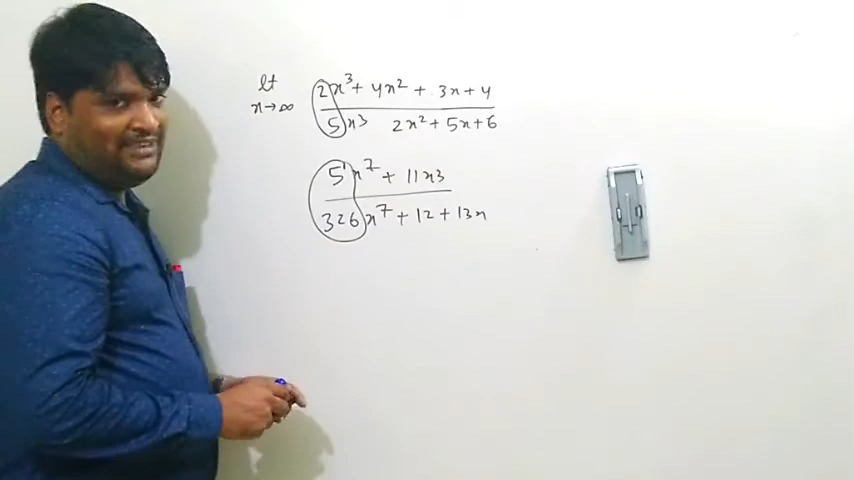 lt
x→∞
2x³ + 4x² + 3x + 4
5x3 2x² + 5x + 6
5x⁷ + 11x3
326x⁷ + 12 + 13x